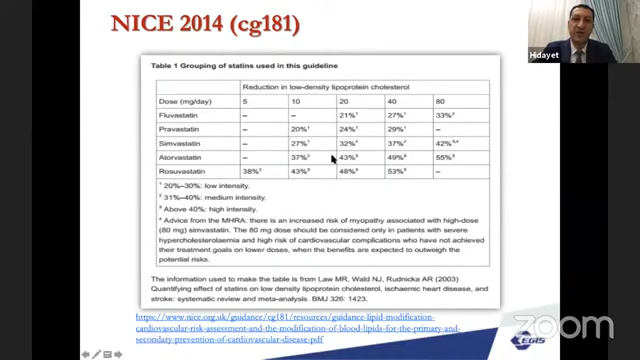 NICE 2014 (cg181)
Hidayet
Table 1 Grouping of statins used in this guideline
Reduction in low-density lipoprotein cholesterol
Dose (mg/day) 5 10 20 40 80
Fluvastatin – – 21%¹ 27%¹ 33%²
Pravastatin – 20%¹ 24%¹ 29%¹ –
Simvastatin – 27%¹ 32%² 37%² 42%³,⁴
Atorvastatin – 37%² 43%³ 49%³ 55%³
Rosuvastatin 38%² 43%³ 48%³ 53%³ –
¹ 20%–30%: low intensity.
² 31%–40%: medium intensity.
³ Above 40%: high intensity.
⁴ Advice from the MHRA: there is an increased risk of myopathy associated with high-dose
(80 mg) simvastatin. The 80 mg dose should be considered only in patients with severe
hypercholesterolaemia and high risk of cardiovascular complications who have not achieved
their treatment goals on lower doses, when the benefits are expected to outweigh the
potential risks.
The information used to make the table is from Law MR, Wald NJ, Rudnicka AR (2003)
Quantifying effect of statins on low density lipoprotein cholesterol, ischaemic heart disease, and
stroke: systematic review and meta-analysis. BMJ 326: 1423.
https://www.nice.org.uk/guidance/cg181/resources/guidance-lipid-modification-
cardiovascular-risk-assessment-and-the-modification-of-blood-lipids-for-the-primary-and-
secondary-prevention-of-cardiovascular-disease-pdf
EGIS
zoom